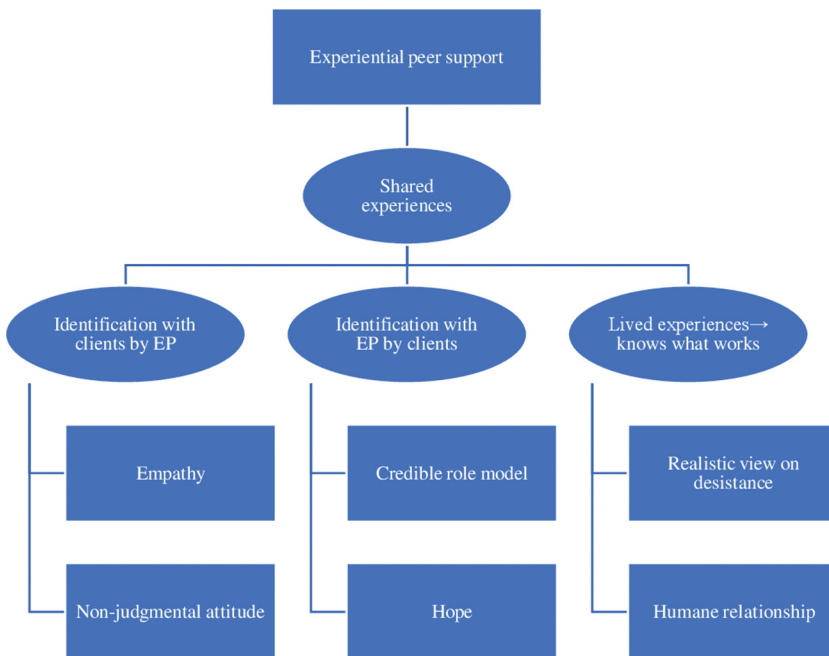 Experiential peer support
Shared
experiences
Identification with
clients by EP
Identification with
EP by clients
Lived experiences→
knows what works
Empathy
Credible role model
Realistic view on
desistance
Non-judgmental attitude
Hope
Humane relationship